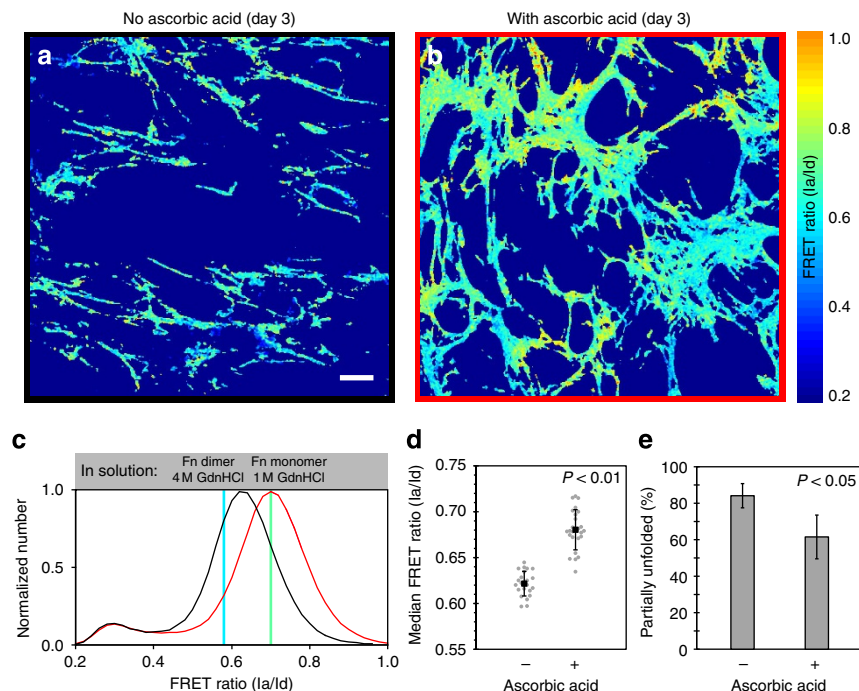 No ascorbic acid (day 3)
With ascorbic acid (day 3)
a
b
1.0
0.8
0.6
0.4
0.2
FRET ratio (Ia/Id)
c
In solution:
Fn dimer
4 M GdnHCl
Fn monomer
1 M GdnHCl
Normalized number
1.0
0.0
0.2
0.4
0.6
0.8
1.0
FRET ratio (Ia/Id)
d
Median FRET ratio (Ia/Id)
0.75
0.70
0.65
0.60
0.55
P < 0.01
– +
Ascorbic acid
e
Partially unfolded (%)
100
80
60
40
20
0
P < 0.05
– +
Ascorbic acid